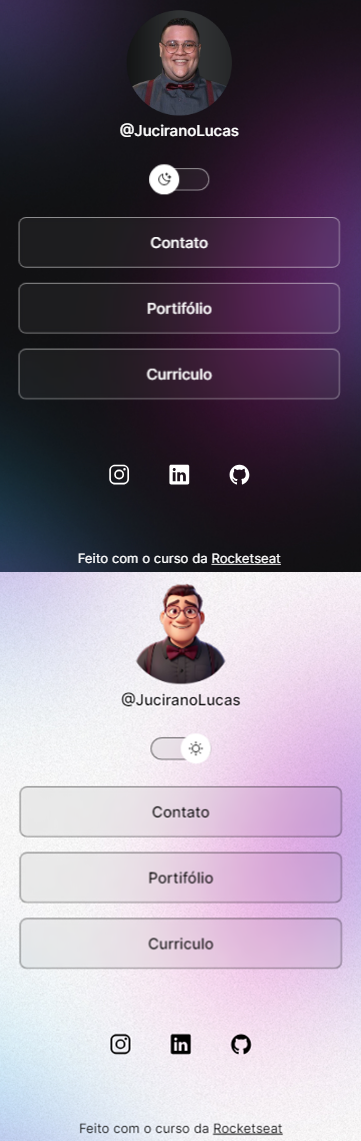 @JuciranoLucas
Contato
Portifólio
Curriculo
Feito com o curso da Rocketseat
@JuciranoLucas
Contato
Portifólio
Curriculo
Feito com o curso da Rocketseat